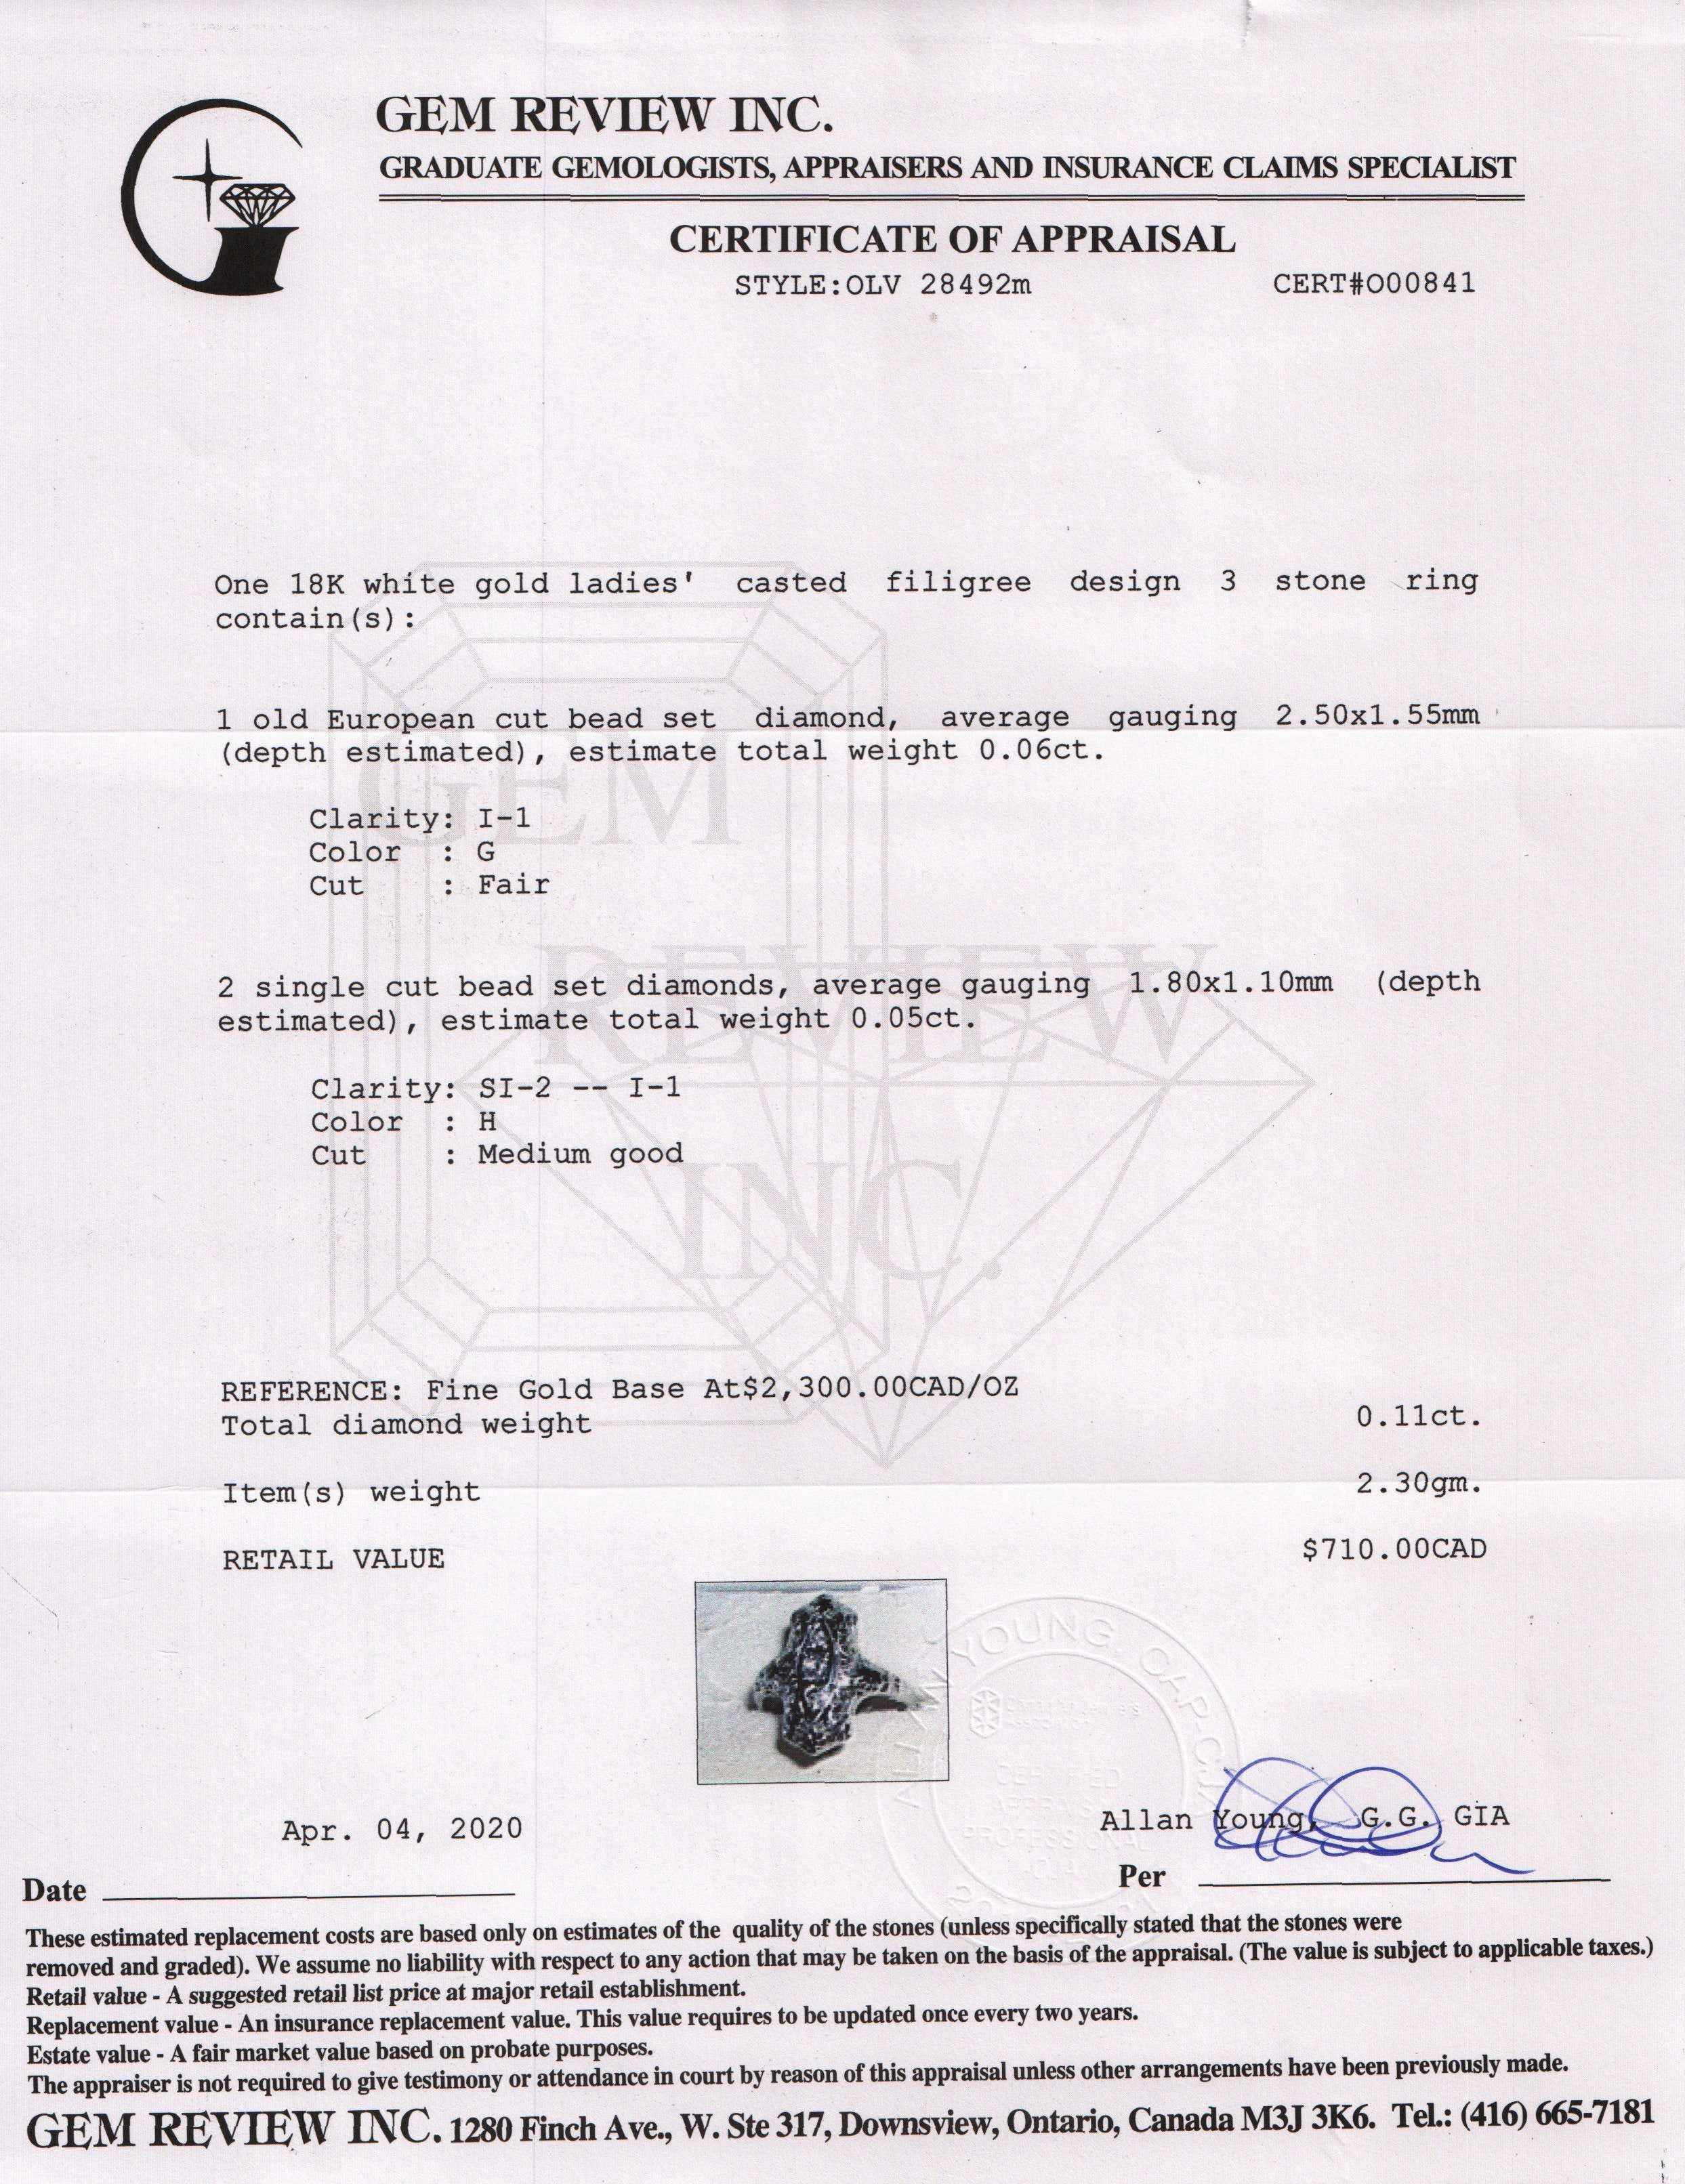 GEM REVIEW INC.
GRADUATE GEMOLOGISTS, APPRAISERS AND INSURANCE CLAIMS SPECIALIST
CERTIFICATE OF APPRAISAL
STYLE:OLV 28492m CERT#O00841
One 18K white gold ladies' casted filigree design 3 stone ring
contain(s):
1 old European cut bead set diamond, average gauging 2.50x1.55mm
(depth estimated), estimate total weight 0.06ct.
GEM
Clarity: I-1
Color : G
Cut : Fair
REVIEW
2 single cut bead set diamonds, average gauging 1.80x1.10mm (depth
estimated), estimate total weight 0.05ct.
Clarity: SI-2 -- I-1
Color : H
Cut : Medium good
INC.
REFERENCE: Fine Gold Base At$2,300.00CAD/OZ
Total diamond weight 0.11ct.
Item(s) weight 2.30gm.
RETAIL VALUE $710.00CAD
YOUNG,
Apr. 04, 2020
Allan Young, G.G. GIA
Date
Per
These estimated replacement costs are based only on estimates of the quality of the stones (unless specifically stated that the stones were
removed and graded). We assume no liability with respect to any action that may be taken on the basis of the appraisal. (The value is subject to applicable taxes.)
Retail value - A suggested retail list price at major retail establishment.
Replacement value - An insurance replacement value. This value requires to be updated once every two years.
Estate value - A fair market value based on probate purposes.
The appraiser is not required to give testimony or attendance in court by reason of this appraisal unless other arrangements have been previously made.
GEM REVIEW INC. 1280 Finch Ave., W. Ste 317, Downsview, Ontario, Canada M3J 3K6. Tel.: (416) 665-7181